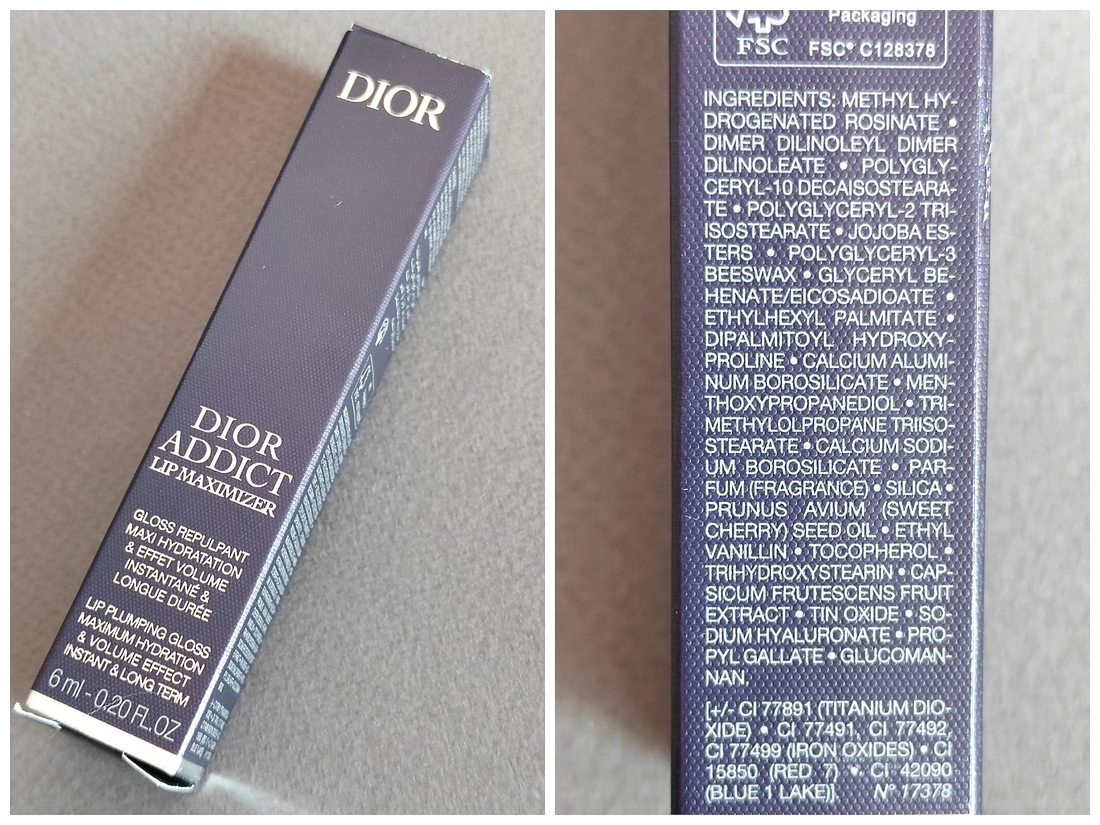 DIOR
DIOR
ADDICT
LIP MAXIMIZER
GLOSS REPULPANT
MAXI HYDRATATION
& EFFET VOLUME
INSTANTANÉ &
LONGUE DURÉE
LIP PLUMPING GLOSS
MAXIMUM HYDRATION
& VOLUME EFFECT
INSTANT & LONG TERM
6 ml - 0,20 FL.OZ
Packaging
FSC FSC® C128378
INGREDIENTS: METHYL HY-
DROGENATED ROSINATE •
DIMER DILINOLEYL DIMER
DILINOLEATE • POLYGLY-
CERYL-10 DECAISOSTEARA-
TE • POLYGLYCERYL-2 TRI-
ISOSTEARATE • JOJOBA ES-
TERS • POLYGLYCERYL-3
BEESWAX • GLYCERYL BE-
HENATE/EICOSADIOATE •
ETHYLHEXYL PALMITATE •
DIPALMITOYL HYDROXY-
PROLINE • CALCIUM ALUMI-
NUM BOROSILICATE • MEN-
THOXYPROPANEDIOL • TRI-
METHYLOLPROPANE TRIISO-
STEARATE • CALCIUM SODI-
UM BOROSILICATE • PAR-
FUM (FRAGRANCE) • SILICA •
PRUNUS AVIUM (SWEET
CHERRY) SEED OIL • ETHYL
VANILLIN • TOCOPHEROL •
TRIHYDROXYSTEARIN • CAP-
SICUM FRUTESCENS FRUIT
EXTRACT • TIN OXIDE • SO-
DIUM HYALURONATE • PRO-
PYL GALLATE • GLUCOMAN-
NAN.
[+/- CI 77891 (TITANIUM DIO-
XIDE) • CI 77491, CI 77492,
CI 77499 (IRON OXIDES) • CI
15850 (RED 7) • CI 42090
(BLUE 1 LAKE)]. N° 17378